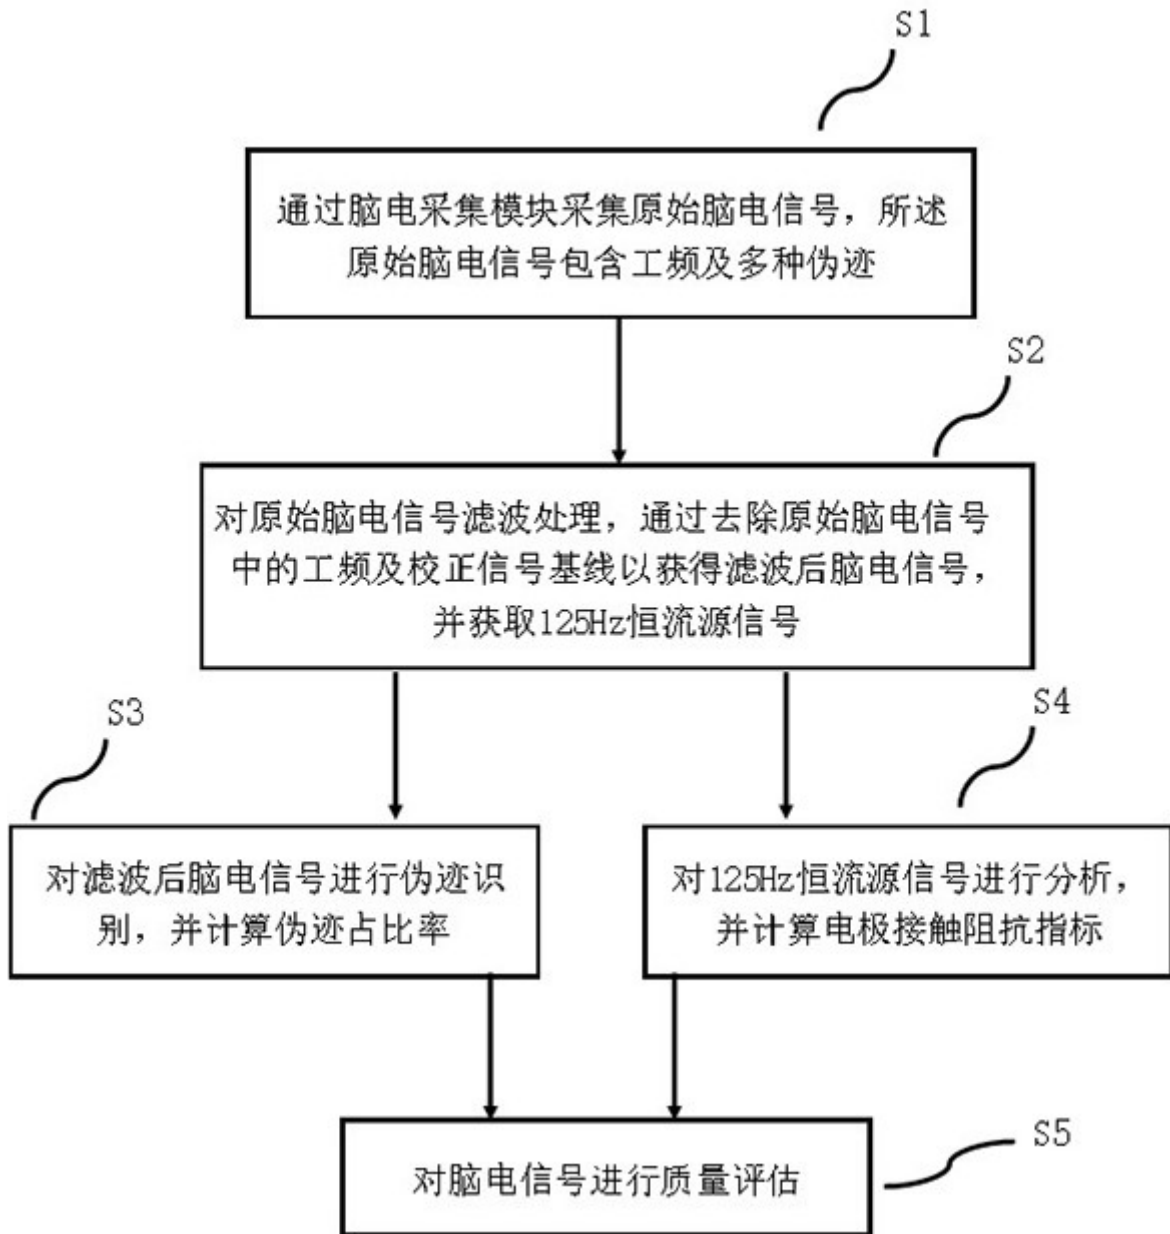 S1
通过脑电采集模块采集原始脑电信号，所述
原始脑电信号包含工频及多种伪迹
S2
对原始脑电信号滤波处理，通过去除原始脑电信号
中的工频及校正信号基线以获得滤波后脑电信号，
并获取125Hz恒流源信号
S3
对滤波后脑电信号进行伪迹识
别，并计算伪迹占比率
S4
对125Hz恒流源信号进行分析，
并计算电极接触阻抗指标
S5
对脑电信号进行质量评估